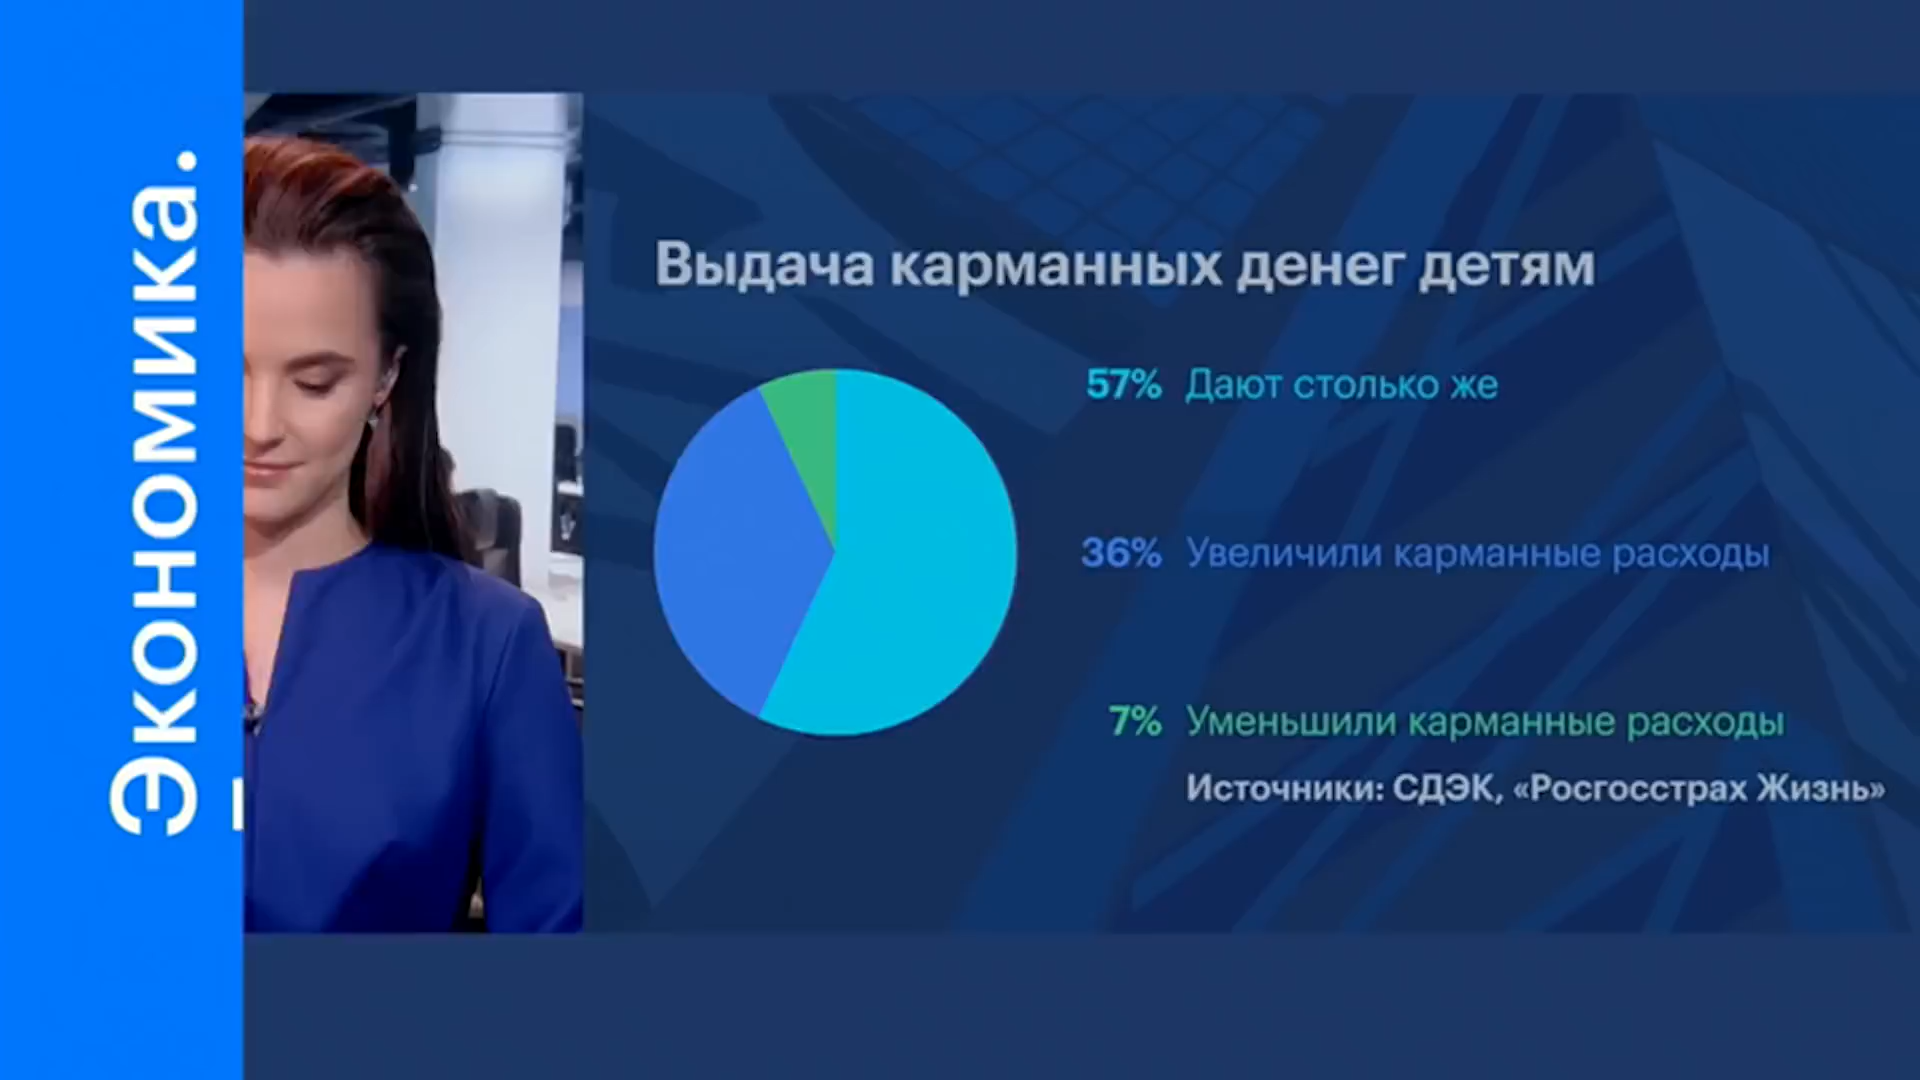 Экономика.
Выдача карманных денег детям
57% Дают столько же
36% Увеличили карманные расходы
7% Уменьшили карманные расходы
Источники: СДЭК, «Росгосстрах Жизнь»